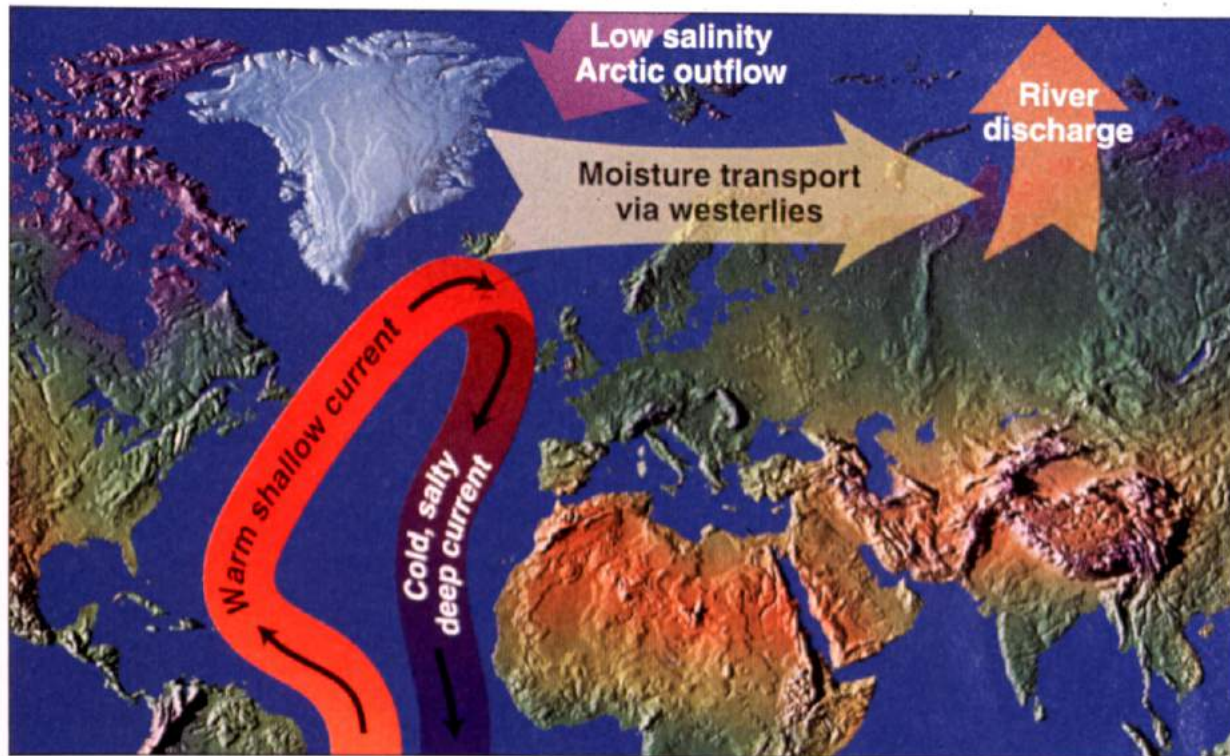 Low salinity
Arctic outflow
River
discharge
Moisture transport
via westerlies
Warm shallow current
Cold, salty
deep current